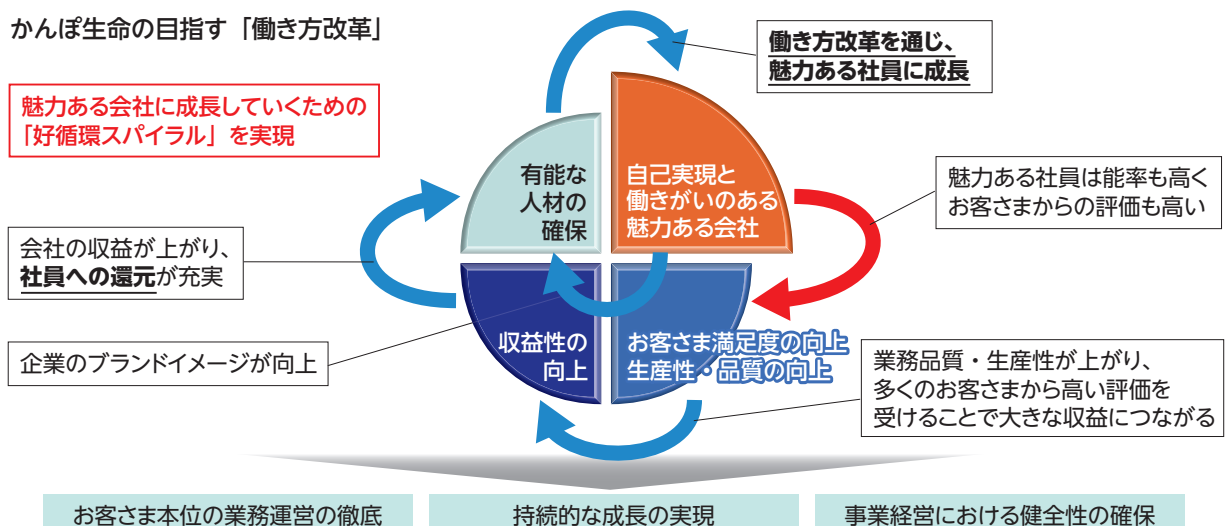 かんぽ生命の目指す「働き方改革」
魅力ある会社に成長していくための
「好循環スパイラル」を実現
働き方改革を通じ、
魅力ある社員に成長
有能な
人材の
確保
自己実現と
働きがいのある
魅力ある会社
魅力ある社員は能率も高く
お客さまからの評価も高い
会社の収益が上がり、
社員への還元が充実
企業のブランドイメージが向上
収益性の
向上
お客さま満足度の向上
生産性・品質の向上
業務品質・生産性が上がり、
多くのお客さまから高い評価を
受けることで大きな収益につながる
お客さま本位の業務運営の徹底
持続的な成長の実現
事業経営における健全性の確保